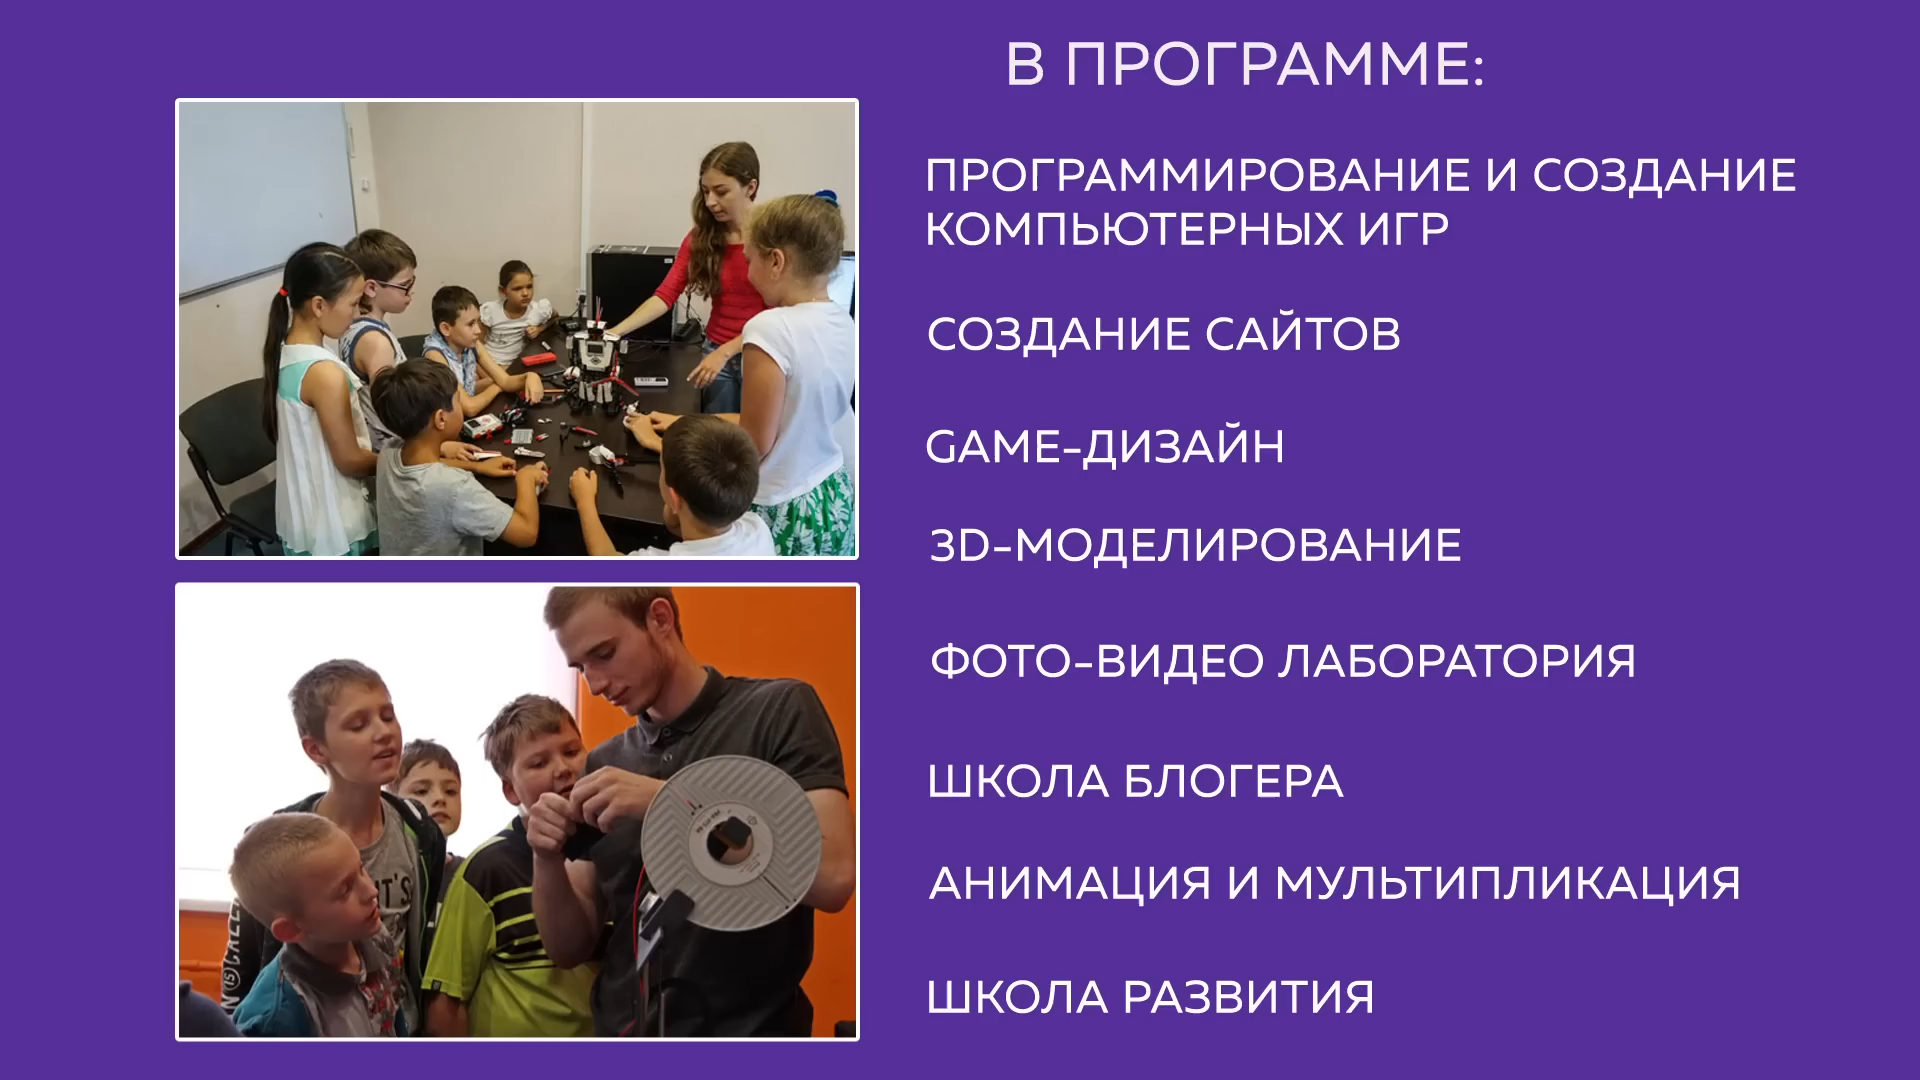 В ПРОГРАММЕ:
ПРОГРАММИРОВАНИЕ И СОЗДАНИЕ
КОМПЬЮТЕРНЫХ ИГР
СОЗДАНИЕ САЙТОВ
GAME-ДИЗАЙН
3D-МОДЕЛИРОВАНИЕ
ФОТО-ВИДЕО ЛАБОРАТОРИЯ
ШКОЛА БЛОГЕРА
АНИМАЦИЯ И МУЛЬТИПЛИКАЦИЯ
ШКОЛА РАЗВИТИЯ